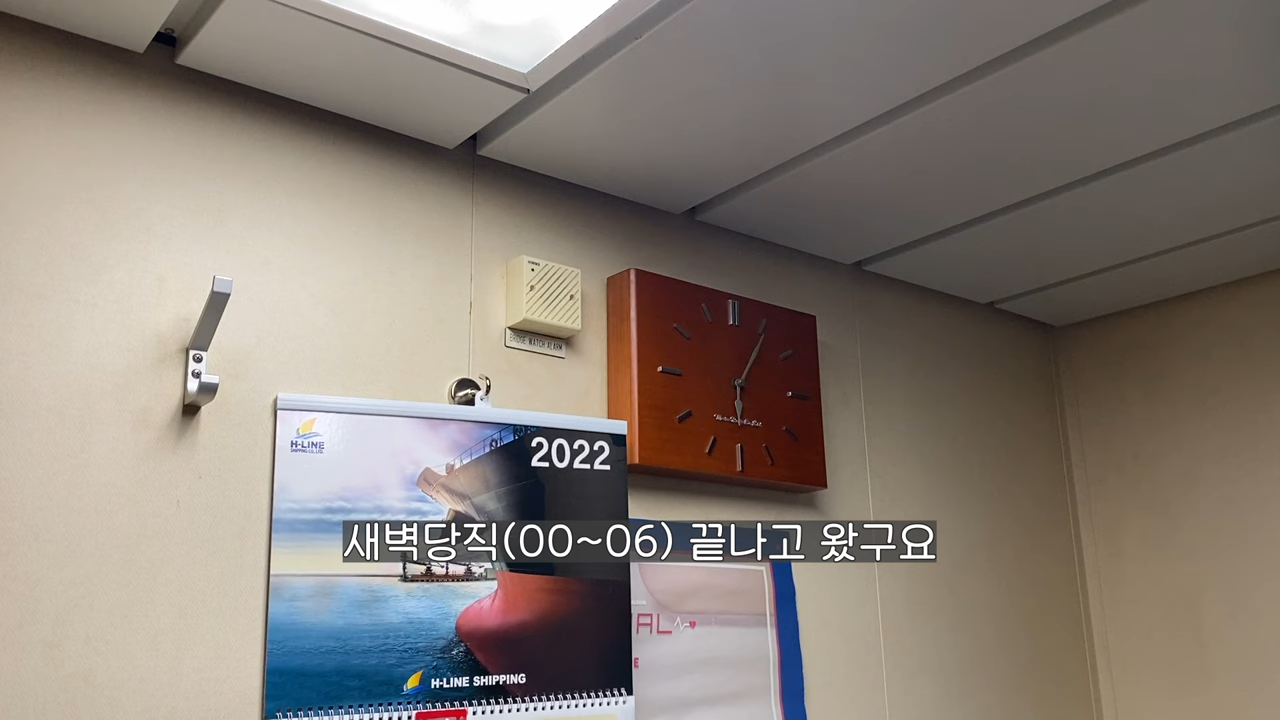 BRIDGE WATCH ALARM
H-LINE
SHIPPING CO., LTD.
2022
새벽당직(00~06) 끝나고 왔구요
AL
E
H-LINE SHIPPING